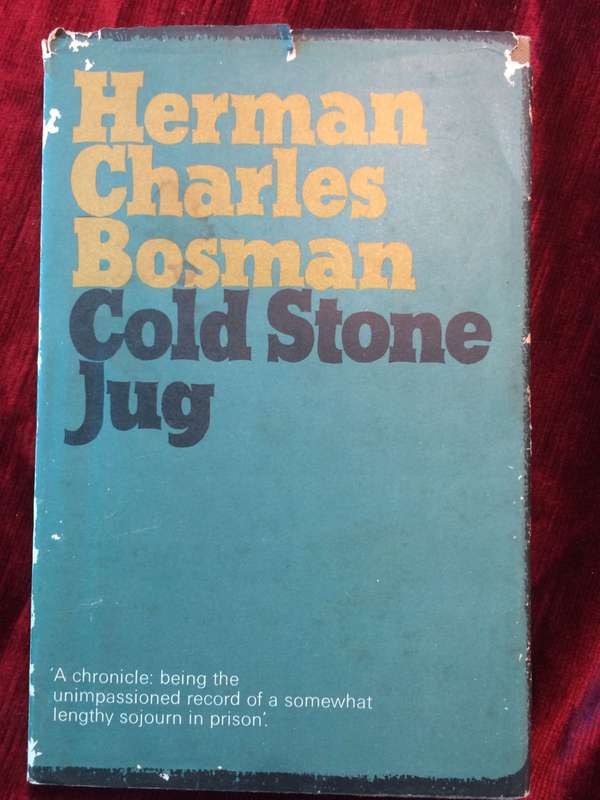 Herman
Charles
Bosman
Cold Stone
Jug
'A chronicle: being the
unimpassioned record of a somewhat
lengthy sojourn in prison'.